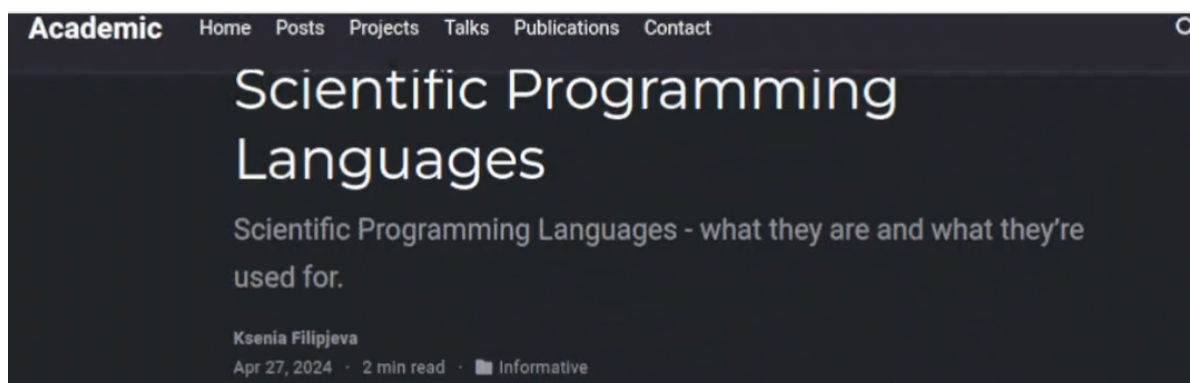 Academic Home Posts Projects Talks Publications Contact
Scientific Programming
Languages
Scientific Programming Languages - what they are and what they're
used for.
Ksenia Filipjeva
Apr 27, 2024 · 2 min read · Informative